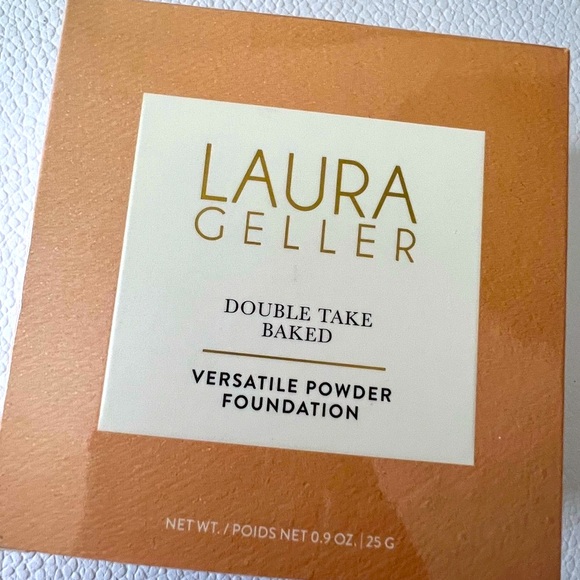 LAURA
GELLER
DOUBLE TAKE
BAKED
VERSATILE POWDER
FOUNDATION
NET WT. / POIDS NET 0.9 OZ. | 25 G